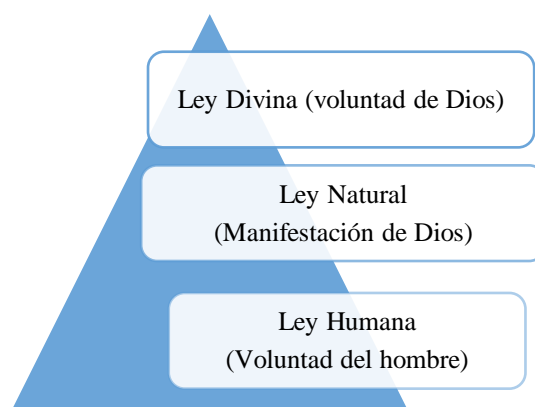 Ley Divina (voluntad de Dios)
Ley Natural
(Manifestación de Dios)
Ley Humana
(Voluntad del hombre)